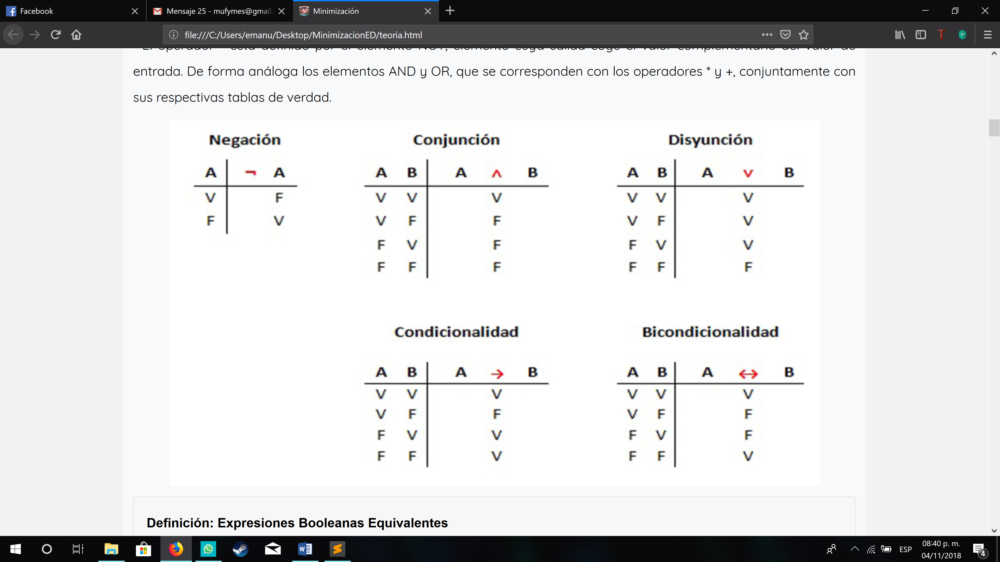 Facebook
Mensaje 25 - mufymes@gmail.
Minimización
file:///C:/Users/emanu/Desktop/MinimizacionED/teoria.html
entrada. De forma análoga los elementos AND y OR, que se corresponden con los operadores * y +, conjuntamente con
sus respectivas tablas de verdad.
Negación
A ¬ A
V F
F V
Conjunción
A B A ∧ B
V V V
V F F
F V F
F F F
Disyunción
A B A ∨ B
V V V
V F V
F V V
F F F
Condicionalidad
A B A → B
V V V
V F F
F V V
F F V
Bicondicionalidad
A B A ↔ B
V V V
V F F
F V F
F F V
Definición: Expresiones Booleanas Equivalentes
ESP
08:40 p. m.
04/11/2018
4